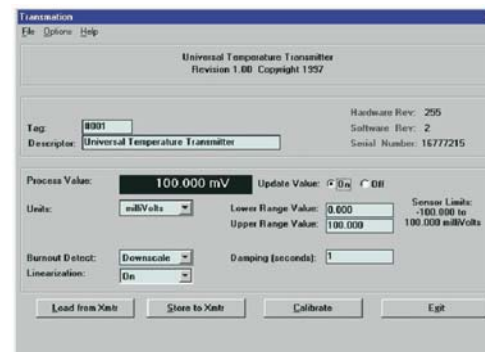 Transmation
File Options Help
Universal Temperature Transmitter
Revision 1.00 Copyright 1997
Hardware Rev: 255
Tag: 0001
Software Rev: 2
Descriptor: Universal Temperature Transmitter
Serial Number: 16777215
Process Value: 100.000 mV Update Value: On Off
Units: milliVolts Lower Range Value: 0.000 Sensor Limits:
Upper Range Value: 100.000 -100.000 to
100.000 milliVolts
Burnout Detect: Downscale Damping (seconds): 1
Linearization: On
Load from Xmtr Store to Xmtr Calibrate Exit